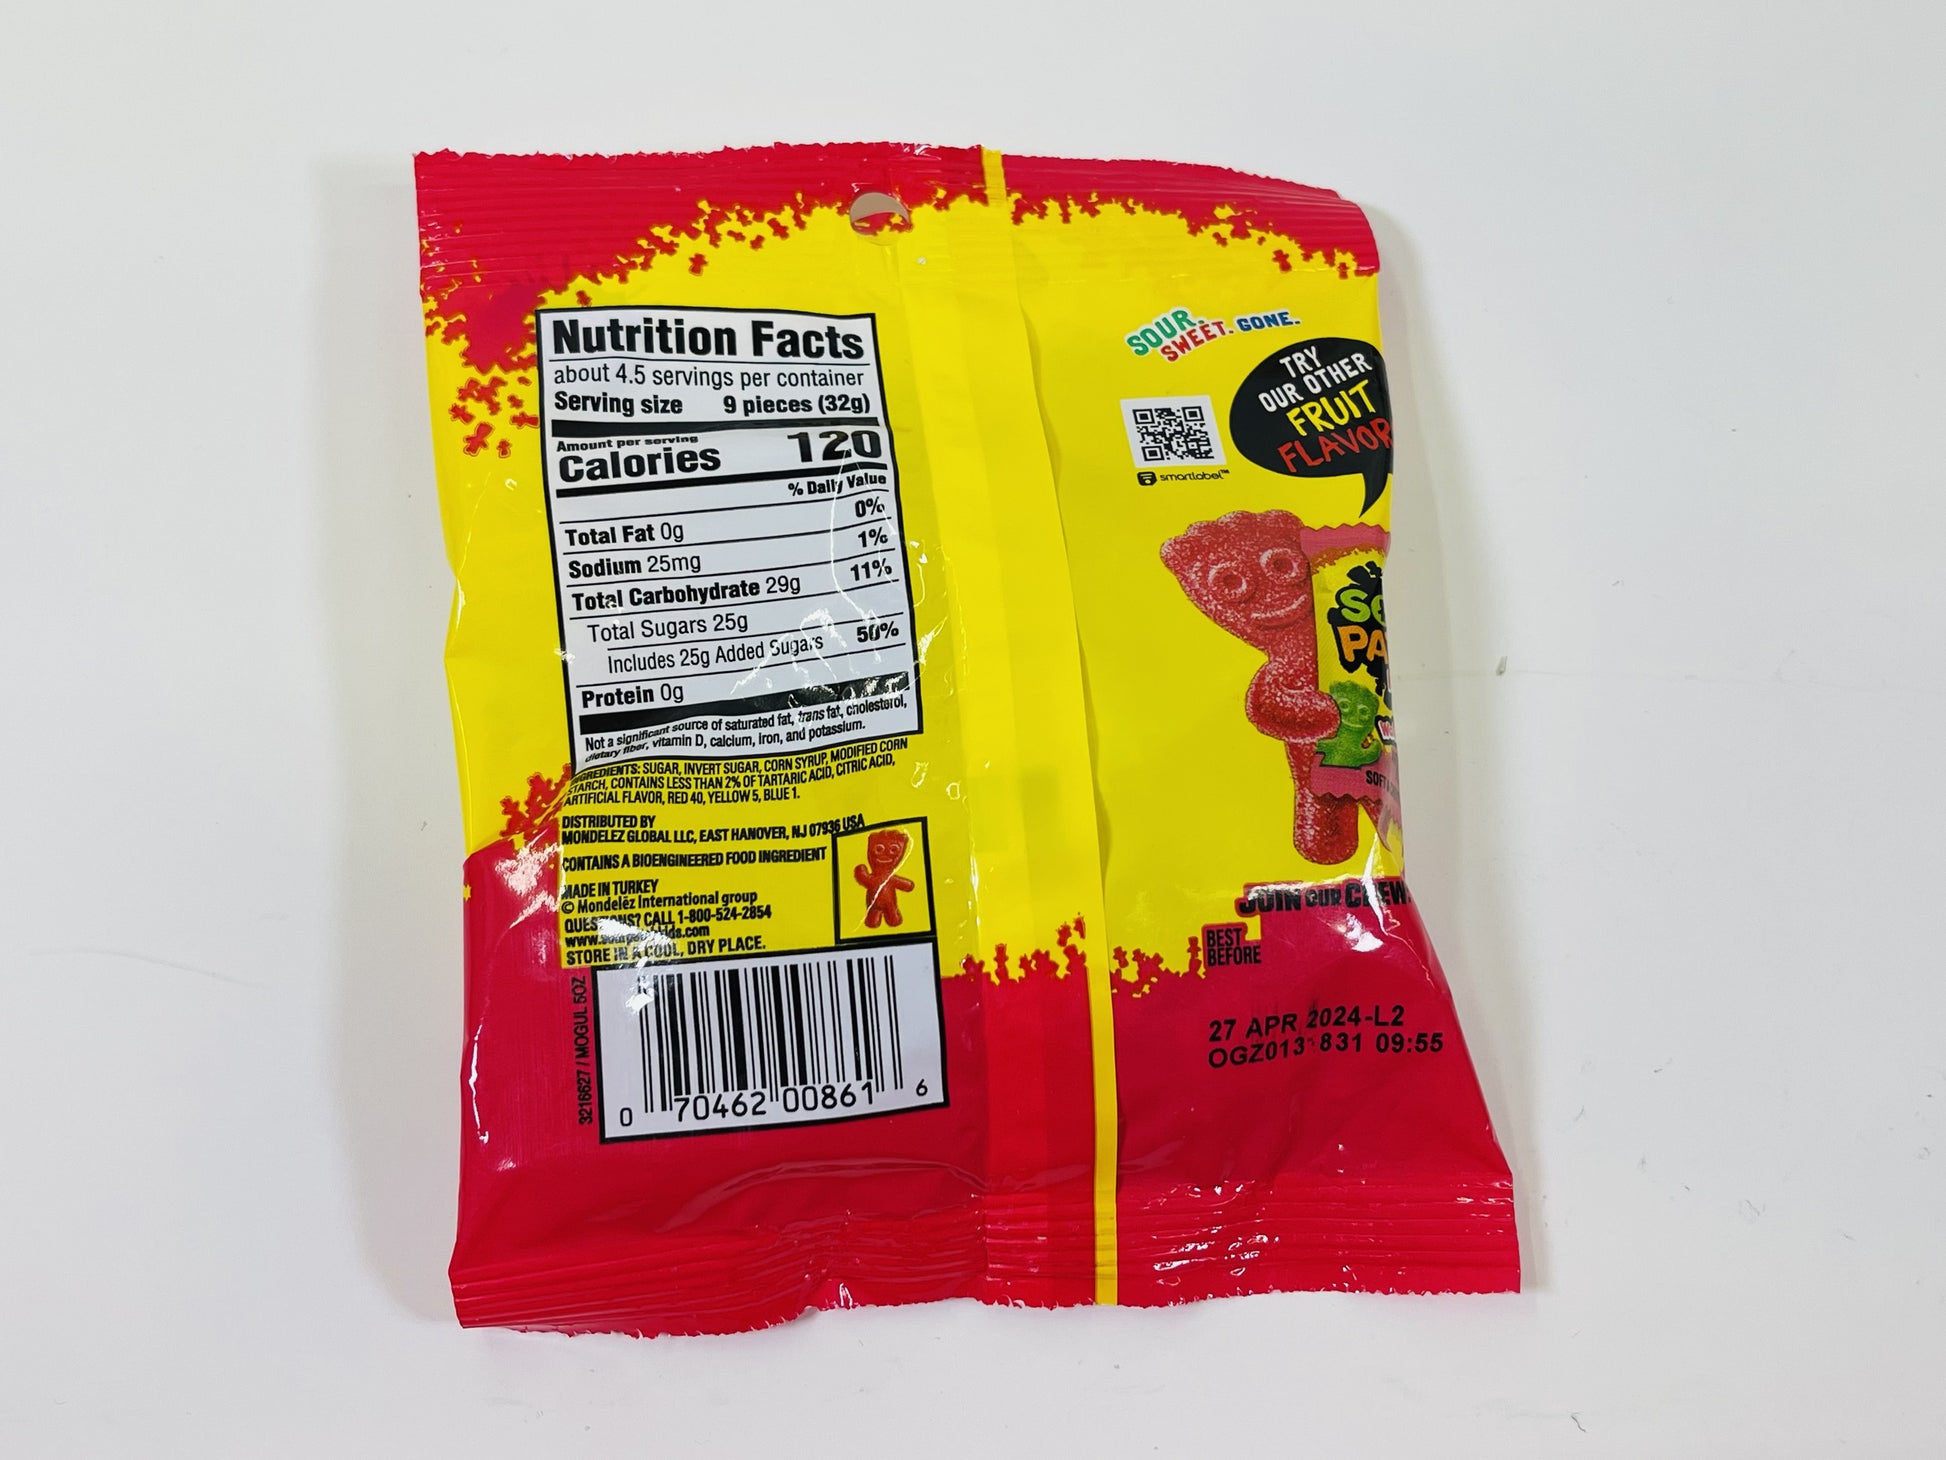 Nutrition Facts
about 4.5 servings per container
Serving size 9 pieces (32g)
Amount per serving
Calories 120
% Daily Value
Total Fat 0g 0%
Sodium 25mg 1%
Total Carbohydrate 29g 11%
Total Sugars 25g
Includes 25g Added Sugars 50%
Protein 0g
Not a significant source of saturated fat, trans fat, cholesterol,
dietary fiber, vitamin D, calcium, iron, and potassium.
INGREDIENTS: SUGAR, INVERT SUGAR, CORN SYRUP, MODIFIED CORN
STARCH, CONTAINS LESS THAN 2% OF TARTARIC ACID, CITRIC ACID,
ARTIFICIAL FLAVOR, RED 40, YELLOW 5, BLUE 1.
DISTRIBUTED BY
MONDELEZ GLOBAL LLC, EAST HANOVER, NJ 07936 USA
CONTAINS A BIOENGINEERED FOOD INGREDIENT
MADE IN TURKEY
© Mondelēz International group
QUESTIONS? CALL 1-800-524-2854
STORE IN A COOL, DRY PLACE.
3216627 / MOGUL 5OZ
0 70462 00861 6
SOUR.
SWEET. GONE.
smartlabel™
TRY
OUR OTHER
FRUIT
FLAVOR
PA
JOIN OUR
BEST
BEFORE
27 APR 2024-L2
OGZ013 831 09:55